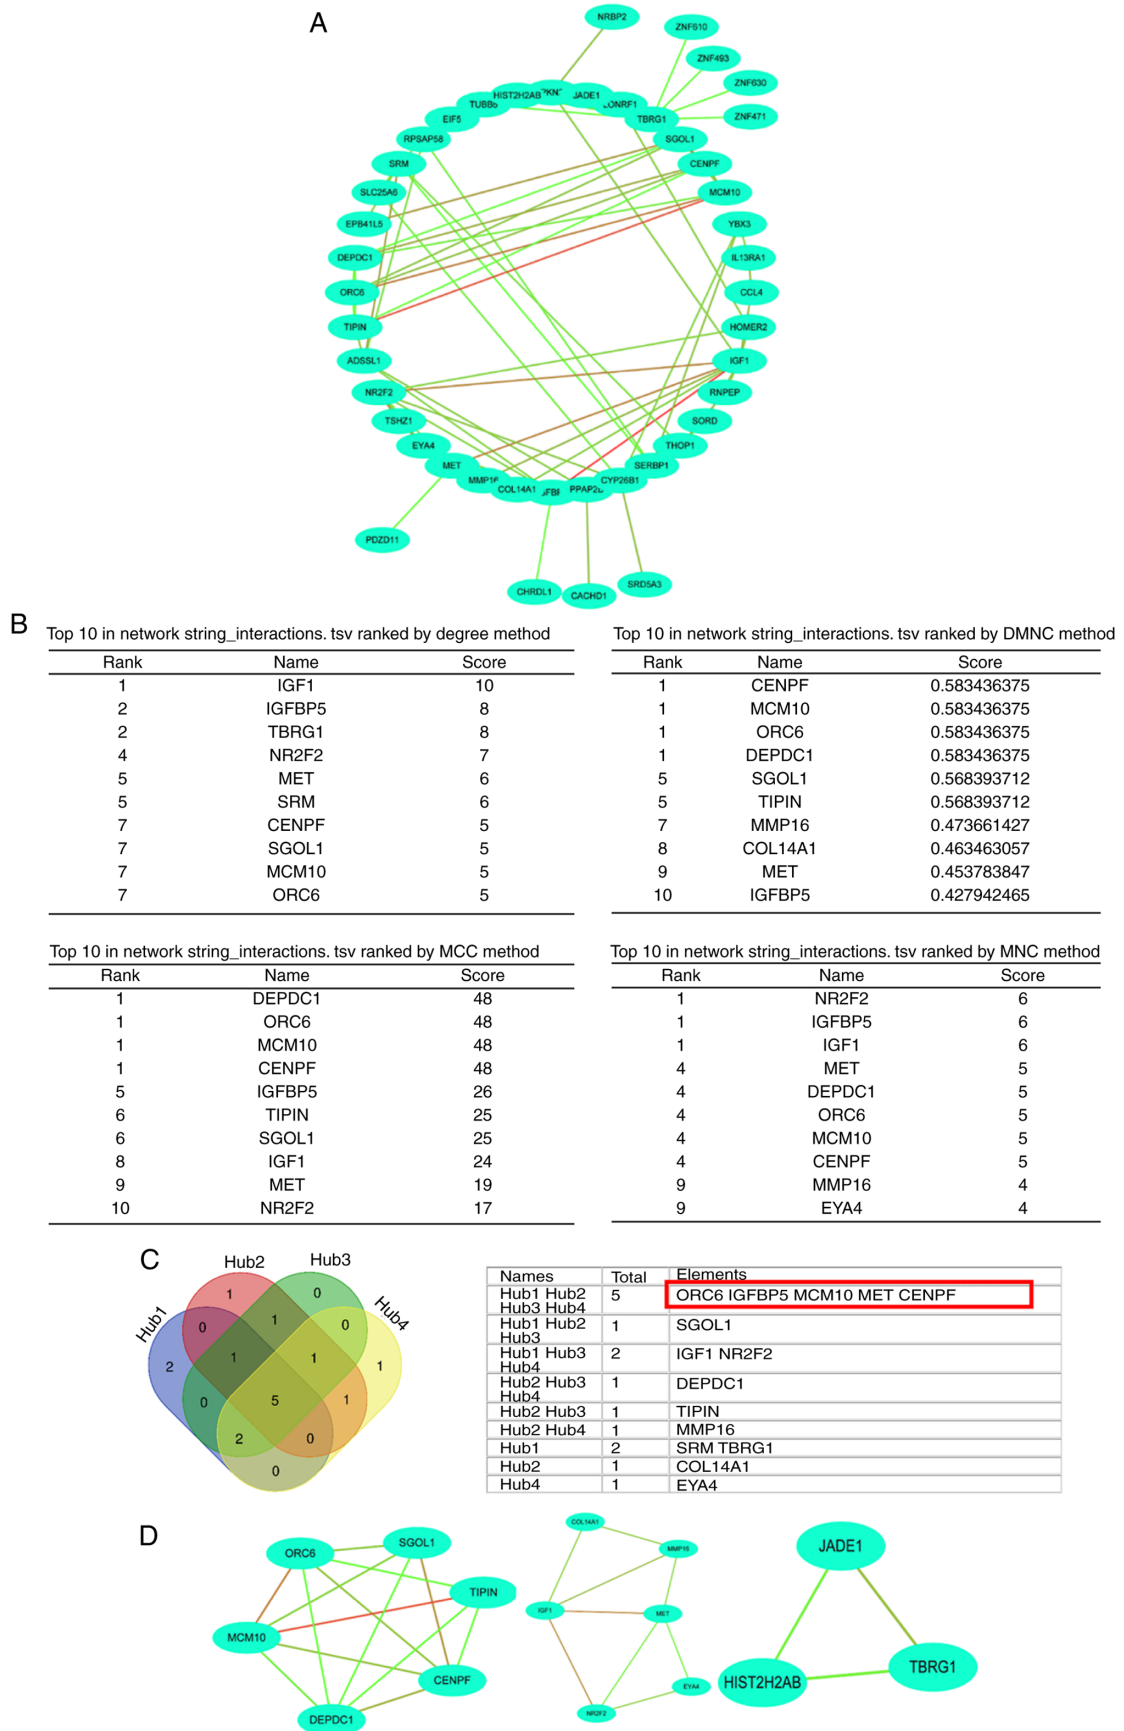 A
NRBP2
ZNF610
ZNF493
ZNF630
ZNF471
HIST2H2AB
JADE1
TUBB6
TBRG1
EIF5
SGOL1
RPSAP58
CENPF
SRM
MCM10
SLC25A6
YBX3
EPB41L5
IL13RA1
DEPDC1
CCL4
ORC6
HOMER2
TIPIN
IGF1
ADSSL1
RNPEP
NR2F2
SORD
TSHZ1
THOP1
EYA4
SERBP1
MET
CYP26B1
COL14A1
PDZD11
CHRDL1
CACHD1
SRD5A3
B
Top 10 in network string_interactions. tsv ranked by degree method
Rank Name Score
1 IGF1 10
2 IGFBP5 8
2 TBRG1 8
4 NR2F2 7
5 MET 6
5 SRM 6
7 CENPF 5
7 SGOL1 5
7 MCM10 5
7 ORC6 5
Top 10 in network string_interactions. tsv ranked by DMNC method
Rank Name Score
1 CENPF 0.583436375
1 MCM10 0.583436375
1 ORC6 0.583436375
1 DEPDC1 0.583436375
5 SGOL1 0.568393712
5 TIPIN 0.568393712
7 MMP16 0.473661427
8 COL14A1 0.463463057
9 MET 0.453783847
10 IGFBP5 0.427942465
Top 10 in network string_interactions. tsv ranked by MCC method
Rank Name Score
1 DEPDC1 48
1 ORC6 48
1 MCM10 48
1 CENPF 48
5 IGFBP5 26
6 TIPIN 25
6 SGOL1 25
8 IGF1 24
9 MET 19
10 NR2F2 17
Top 10 in network string_interactions. tsv ranked by MNC method
Rank Name Score
1 NR2F2 6
1 IGFBP5 6
1 IGF1 6
4 MET 5
4 DEPDC1 5
4 ORC6 5
4 MCM10 5
4 CENPF 5
9 MMP16 4
9 EYA4 4
C
Hub2 Hub3
Hub1 Hub4
1 0
0 1 0
2 1 1 1
0 5 1
2 0
0
Names Total Elements
Hub1 Hub2 Hub3 Hub4 5 ORC6 IGFBP5 MCM10 MET CENPF
Hub1 Hub2 Hub3 1 SGOL1
Hub1 Hub3 Hub4 2 IGF1 NR2F2
Hub2 Hub3 Hub4 1 DEPDC1
Hub2 Hub3 1 TIPIN
Hub2 Hub4 1 MMP16
Hub1 2 SRM TBRG1
Hub2 1 COL14A1
Hub4 1 EYA4
D
ORC6
SGOL1
TIPIN
MCM10
CENPF
DEPDC1
COL14A1
MMP16
IGF1
MET
EYA4
NR2F2
JADE1
HIST2H2AB
TBRG1